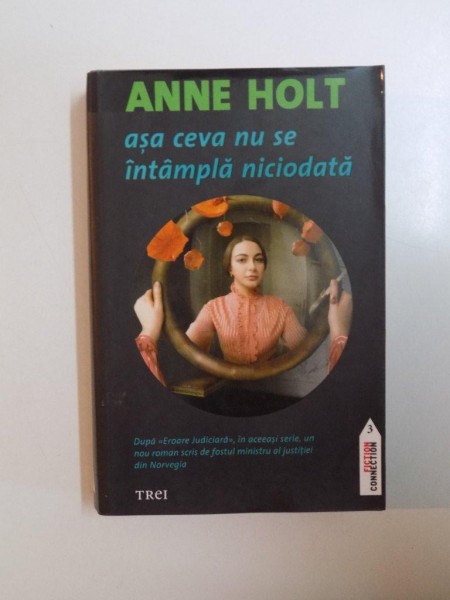 ANNE HOLT
așa ceva nu se
întâmplă niciodată
După «Eroare Judiciară», în aceeași serie, un
nou roman scris de fostul ministru al justiției
din Norvegia
TREI
3
FICTION
CONNECTION